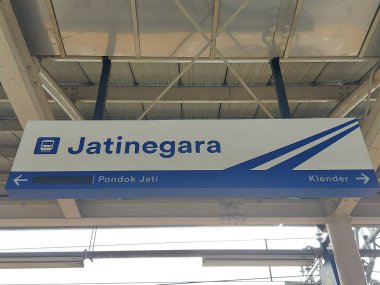 Jatinegara
← | Pondok Jati
Klender →